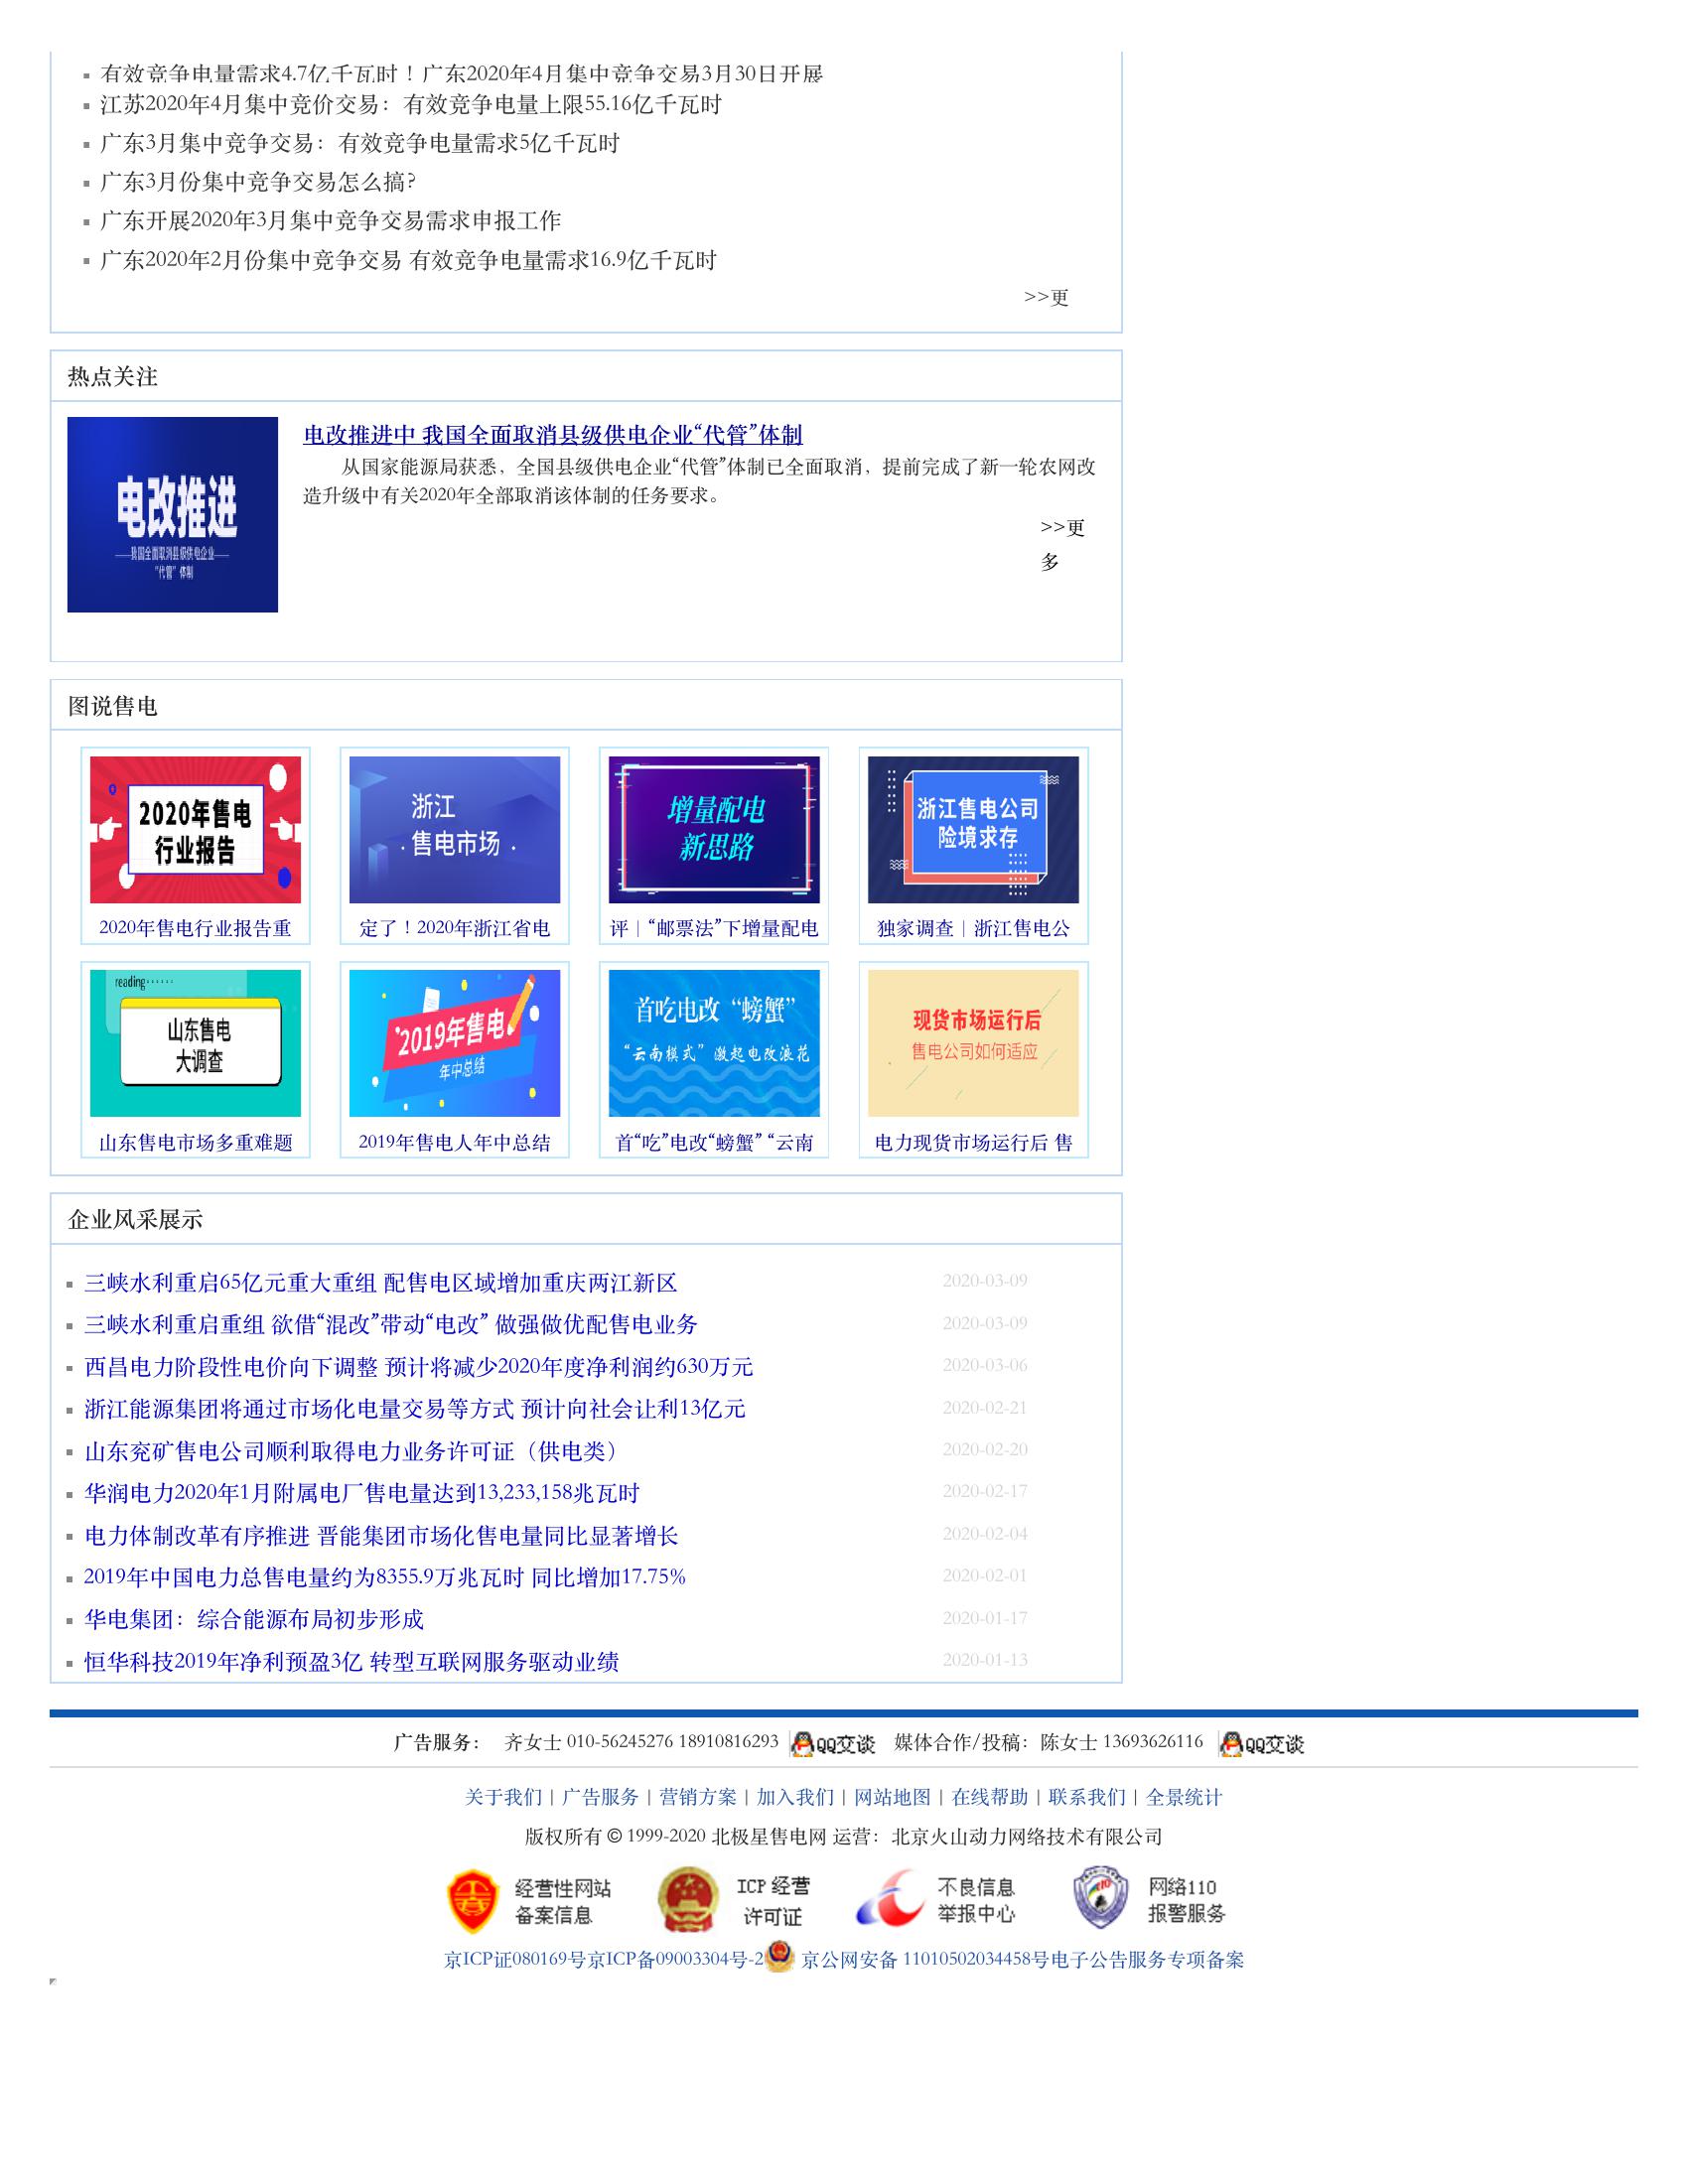 有效竞争电量需求4.7亿千瓦时！广东2020年4月集中竞争交易3月30日开展
江苏2020年4月集中竞价交易：有效竞争电量上限55.16亿千瓦时
广东3月集中竞争交易：有效竞争电量需求5亿千瓦时
广东3月份集中竞争交易怎么搞?
广东开展2020年3月集中竞争交易需求申报工作
广东2020年2月份集中竞争交易 有效竞争电量需求16.9亿千瓦时
>>更
热点关注
电改推进
——我国全面取消县级供电企业——
“代管”体制
电改推进中 我国全面取消县级供电企业“代管”体制
从国家能源局获悉，全国县级供电企业“代管”体制已全面取消，提前完成了新一轮农网改
造升级中有关2020年全部取消该体制的任务要求。
>>更
多
图说售电
2020年售电
行业报告
2020年售电行业报告重
浙江
·售电市场·
定了！2020年浙江省电
增量配电
新思路
评｜“邮票法”下增量配电
浙江售电公司
险境求存
独家调查｜浙江售电公
reading······
山东售电
大调查
山东售电市场多重难题
2019年售电
年中总结
2019年售电人年中总结
首吃电改“螃蟹”
“云南模式”激起电改浪花
首“吃”电改“螃蟹” “云南
现货市场运行后
售电公司如何适应
电力现货市场运行后 售
企业风采展示
三峡水利重启65亿元重大重组 配售电区域增加重庆两江新区 2020-03-09
三峡水利重启重组 欲借“混改”带动“电改” 做强做优配售电业务 2020-03-09
西昌电力阶段性电价向下调整 预计将减少2020年度净利润约630万元 2020-03-06
浙江能源集团将通过市场化电量交易等方式 预计向社会让利13亿元 2020-02-21
山东兖矿售电公司顺利取得电力业务许可证（供电类） 2020-02-20
华润电力2020年1月附属电厂售电量达到13,233,158兆瓦时 2020-02-17
电力体制改革有序推进 晋能集团市场化售电量同比显著增长 2020-02-04
2019年中国电力总售电量约为8355.9万兆瓦时 同比增加17.75% 2020-02-01
华电集团：综合能源布局初步形成 2020-01-17
恒华科技2019年净利预盈3亿 转型互联网服务驱动业绩 2020-01-13
广告服务： 齐女士 010-56245276 18910816293 QQ交谈 媒体合作/投稿：陈女士 13693626116 QQ交谈
关于我们 | 广告服务 | 营销方案 | 加入我们 | 网站地图 | 在线帮助 | 联系我们 | 全景统计
版权所有 © 1999-2020 北极星售电网 运营：北京火山动力网络技术有限公司
经营性网站
备案信息
ICP 经营
许可证
不良信息
举报中心
网络110
报警服务
京ICP证080169号京ICP备09003304号-2 京公网安备 11010502034458号电子公告服务专项备案